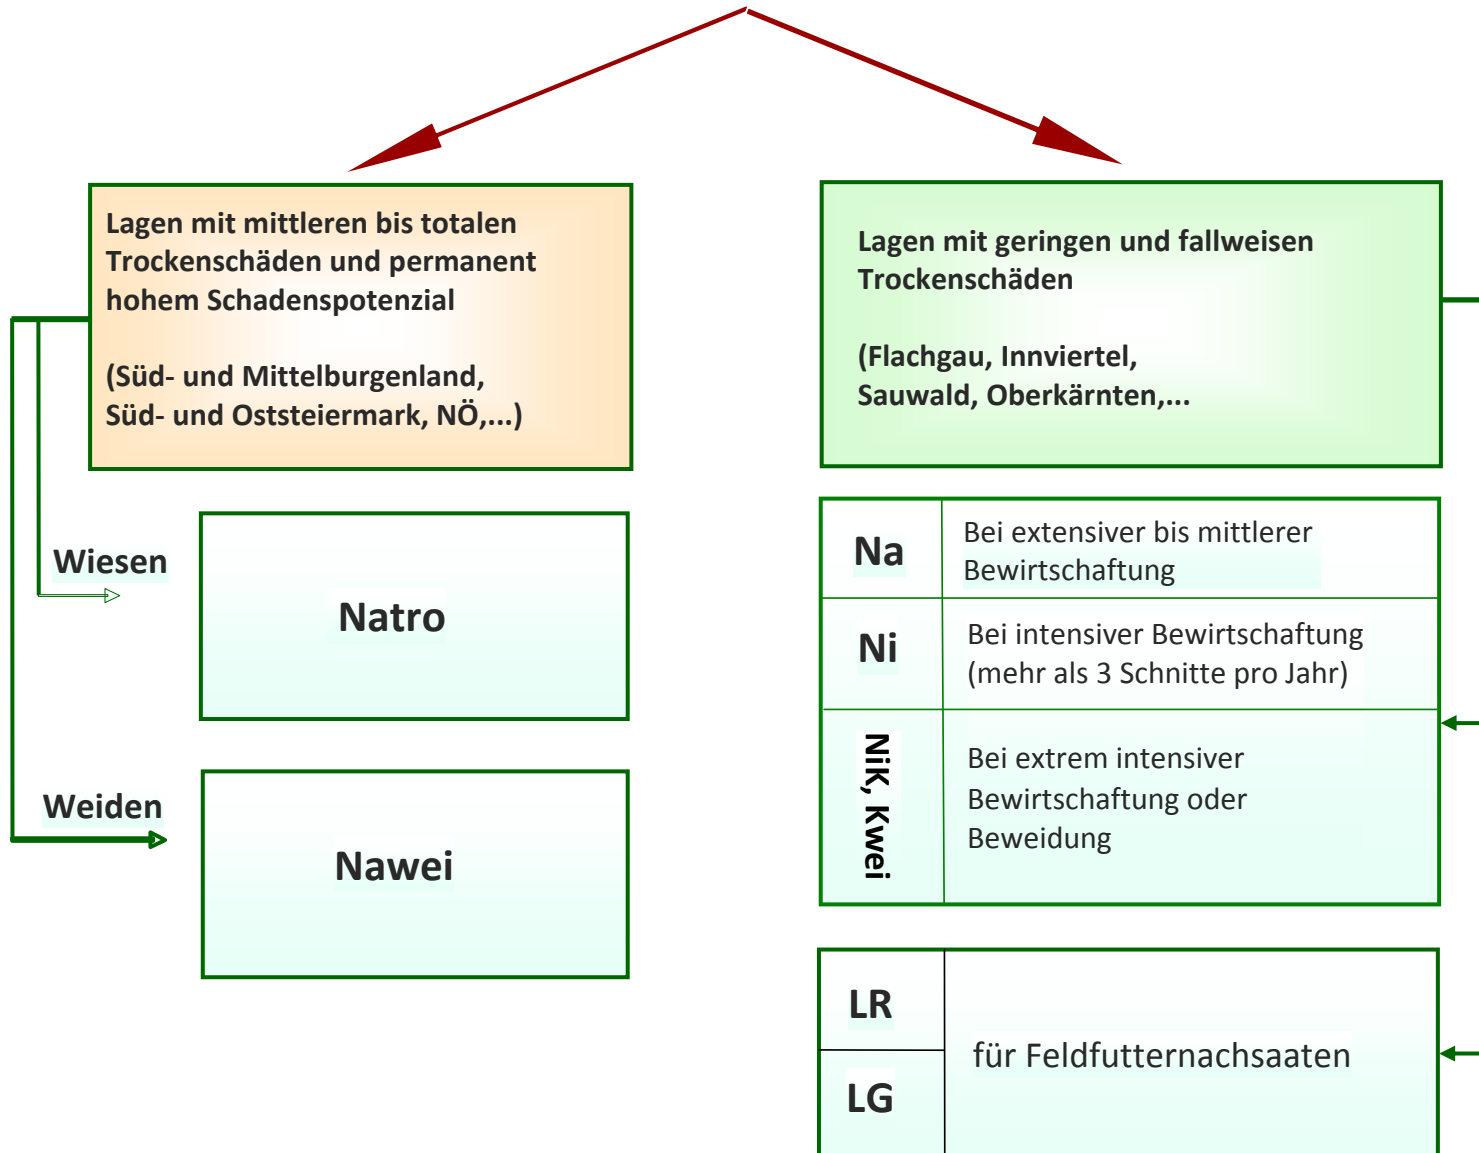 Lagen mit mittleren bis totalen
Trockenschäden und permanent
hohem Schadenspotenzial
(Süd- und Mittelburgenland,
Süd- und Oststeiermark, NÖ,...)
Wiesen
Natro
Weiden
Nawei
Lagen mit geringen und fallweisen
Trockenschäden
(Flachgau, Innviertel,
Sauwald, Oberkärnten,...
Na
Bei extensiver bis mittlerer
Bewirtschaftung
Ni
Bei intensiver Bewirtschaftung
(mehr als 3 Schnitte pro Jahr)
NiK, Kwei
Bei extrem intensiver
Bewirtschaftung oder
Beweidung
LR
LG
für Feldfutternachsaaten